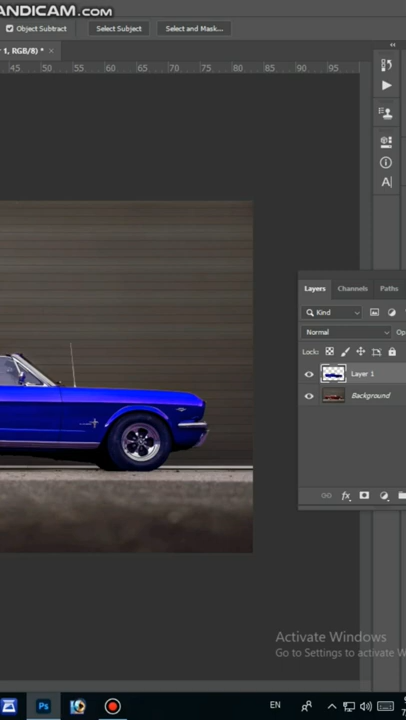 ANDICAM.COM
Object Subtract
Select Subject
Select and Mask...
1, RGB/8) * ×
45 50 55 60 65 70 75 80 85 90 95
Layers Channels Paths
Kind
Normal
Lock:
Layer 1
Background
fx
Activate Windows
Go to Settings to activate W
Ps
EN